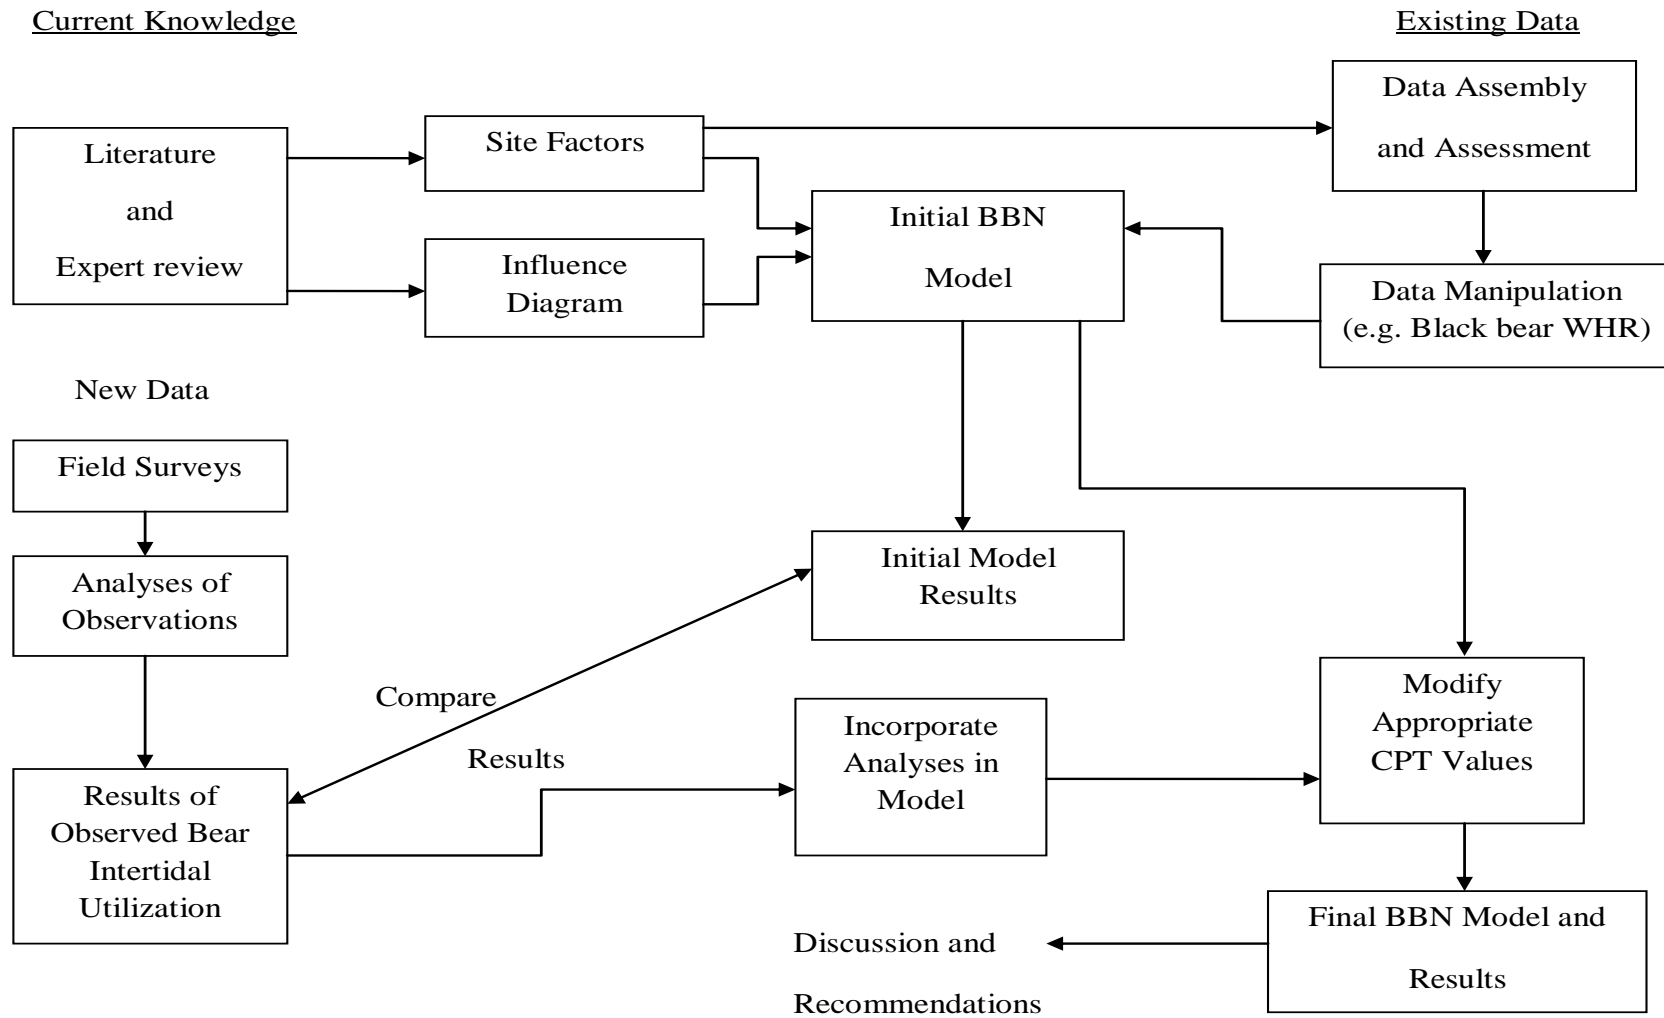 Current Knowledge
Existing Data
Data Assembly
and Assessment
Literature
and
Expert review
Site Factors
Influence
Diagram
Initial BBN
Model
Data Manipulation
(e.g. Black bear WHR)
New Data
Field Surveys
Analyses of
Observations
Initial Model
Results
Compare
Results
Results of
Observed Bear
Intertidal
Utilization
Incorporate
Analyses in
Model
Modify
Appropriate
CPT Values
Final BBN Model and
Results
Discussion and
Recommendations